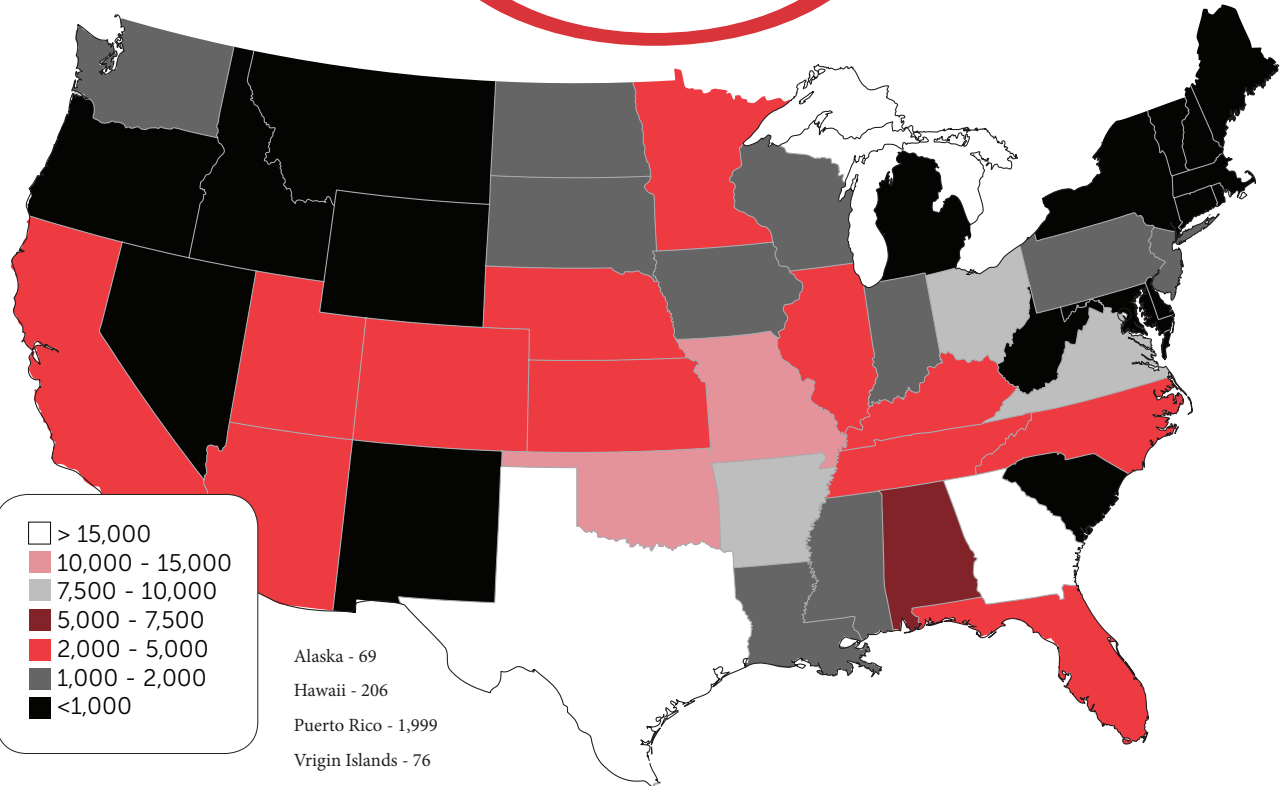 > 15,000
10,000 - 15,000
7,500 - 10,000
5,000 - 7,500
2,000 - 5,000
1,000 - 2,000
<1,000
Alaska - 69
Hawaii - 206
Puerto Rico - 1,999
Vrigin Islands - 76